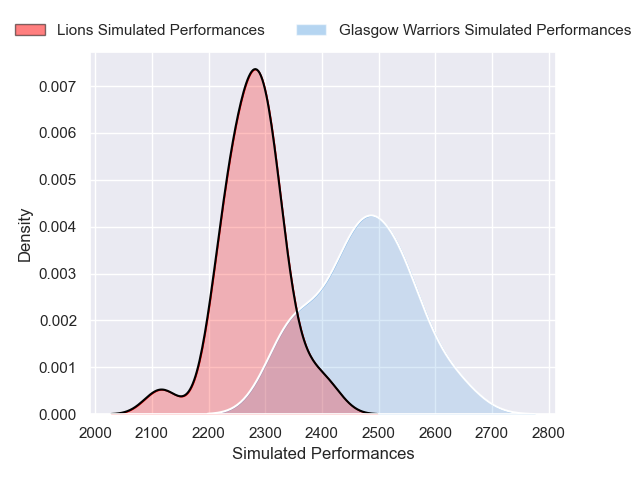 Lions Simulated Performances Glasgow Warriors Simulated Performances
0.007
0.006
0.005
0.004
0.003
0.002
0.001
0.000
Density
2000 2100 2200 2300 2400 2500 2600 2700 2800
Simulated Performances